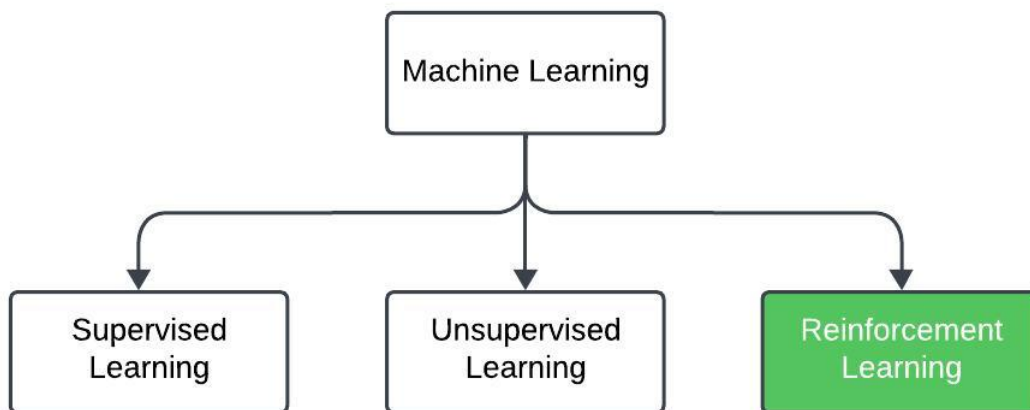 Machine Learning
Supervised
Learning
Unsupervised
Learning
Reinforcement
Learning